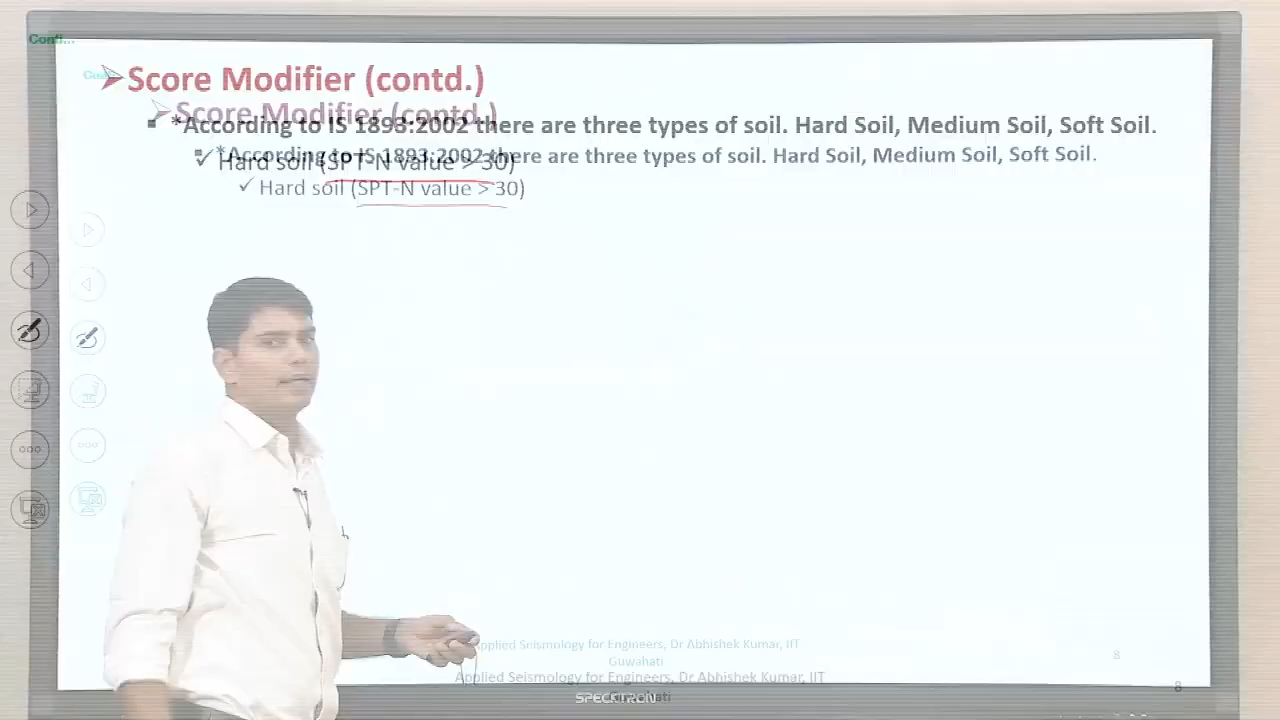 Conti...
➢Score Modifier (contd.)
➢Score Modifier (contd.)
▪ *According to IS 1893:2002 there are three types of soil. Hard Soil, Medium Soil, Soft Soil.
▪ *According to IS 1893:2002 there are three types of soil. Hard Soil, Medium Soil, Soft Soil.
✓ Hard soil (SPT-N value > 30)
✓ Hard soil (SPT-N value > 30)
Applied Seismology for Engineers, Dr Abhishek Kumar, IIT
Guwahati
8
Applied Seismology for Engineers, Dr Abhishek Kumar, IIT
Guwahati
8
SPECKTRON